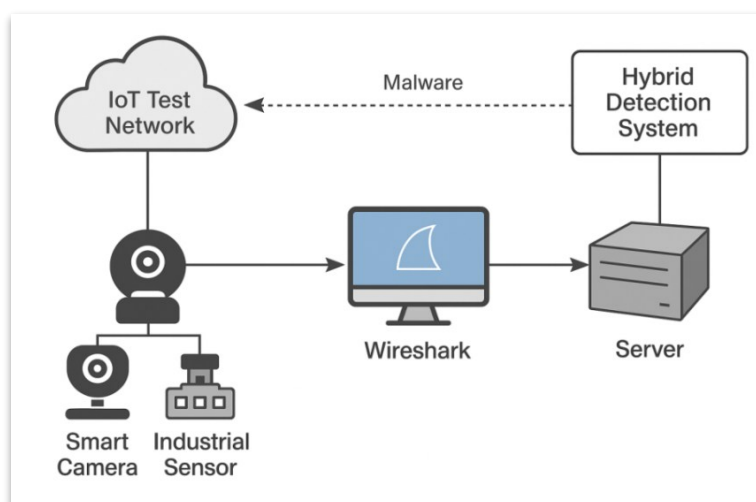 IoT Test
Network
Malware
Hybrid
Detection
System
Wireshark
Server
Smart
Camera
Industrial
Sensor